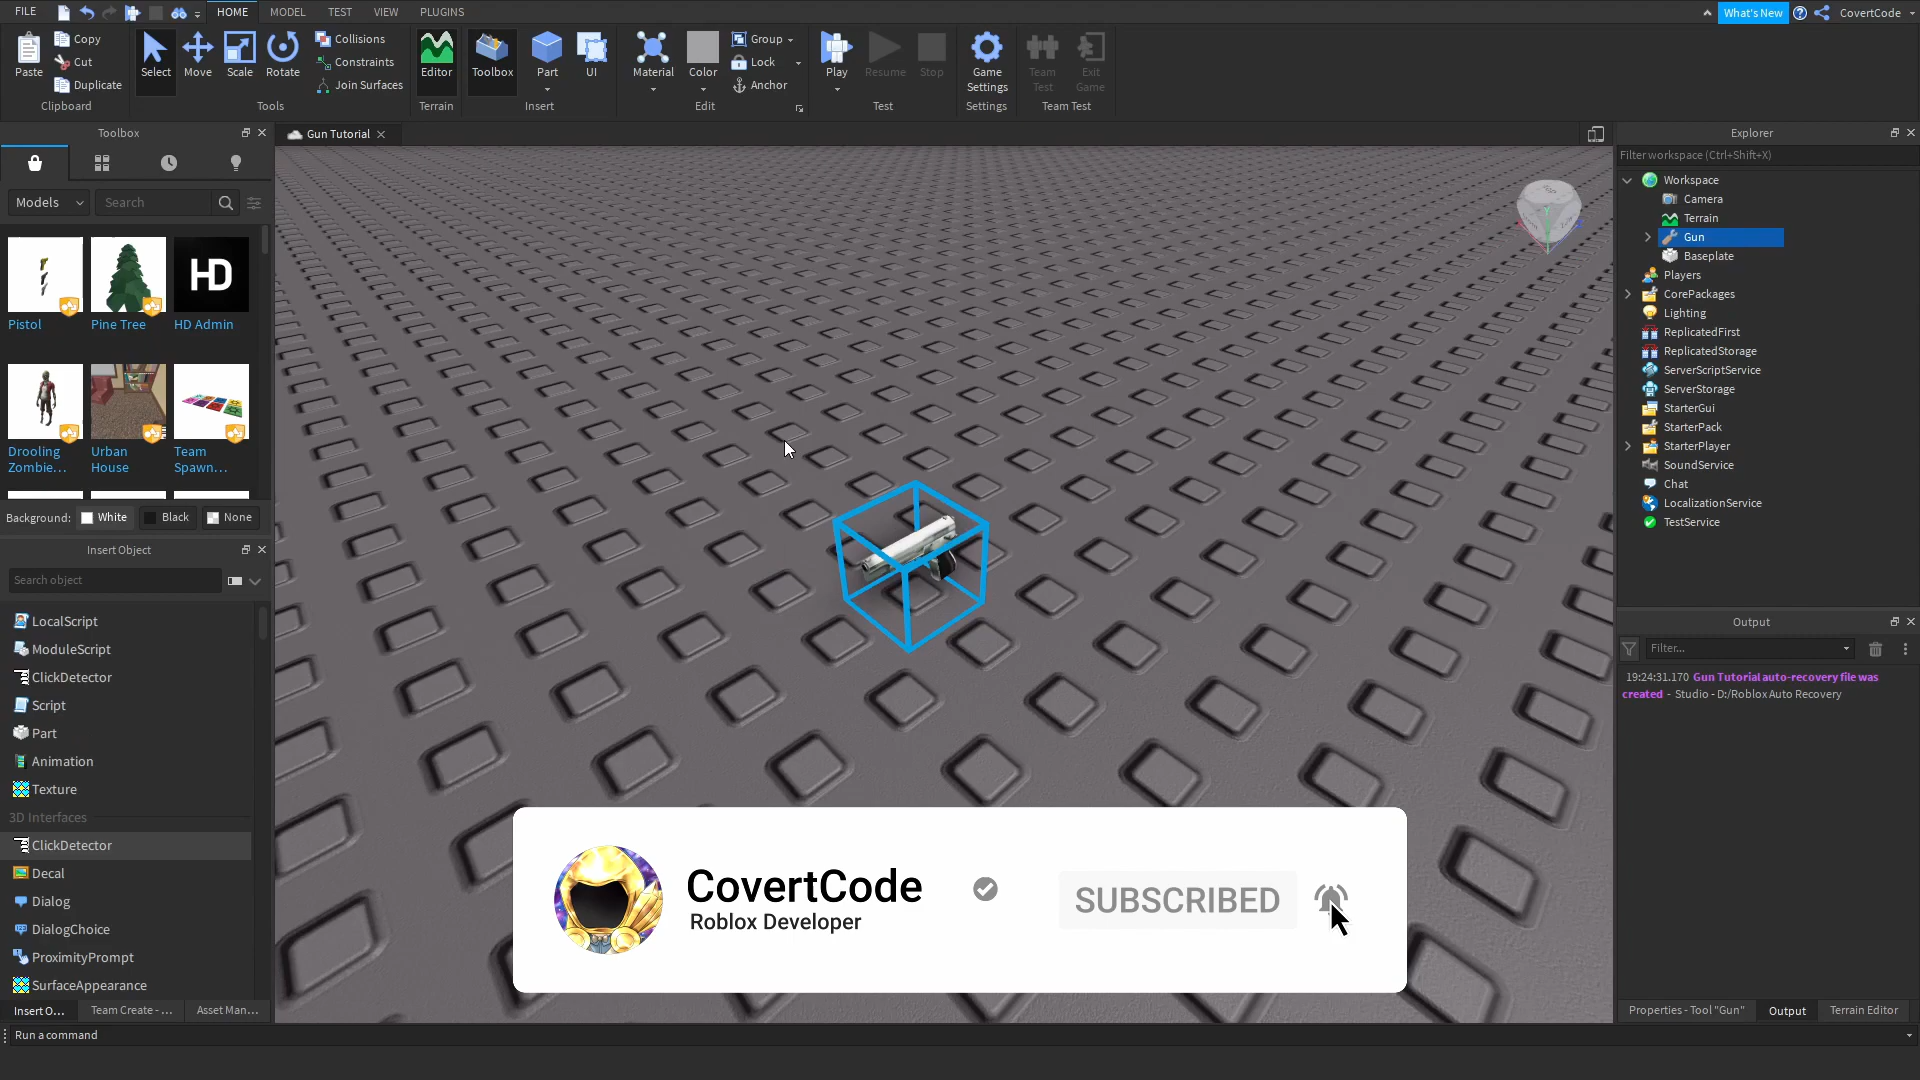 FILE
HOME
MODEL
TEST
VIEW
PLUGINS
What's New
CovertCode
Paste
Copy
Cut
Duplicate
Clipboard
Select
Move
Scale
Rotate
Collisions
Constraints
Join Surfaces
Tools
Editor
Terrain
Toolbox
Part
UI
Insert
Material
Color
Group
Lock
Anchor
Edit
Play
Resume
Stop
Test
Game
Settings
Settings
Team
Test
Exit
Game
Team Test
Toolbox
Models
Search
Pistol
Pine Tree
HD
HD Admin
Drooling
Zombie...
Urban
House
Team
Spawn...
Background:
White
Black
None
Insert Object
Search object
LocalScript
ModuleScript
ClickDetector
Script
Part
Animation
Texture
3D Interfaces
ClickDetector
Decal
Dialog
DialogChoice
ProximityPrompt
SurfaceAppearance
Insert O...
Team Create - ...
Asset Man...
Run a command
Gun Tutorial
CovertCode
Roblox Developer
SUBSCRIBED
Explorer
Filter workspace (Ctrl+Shift+X)
Workspace
Camera
Terrain
Gun
Baseplate
Players
CorePackages
Lighting
ReplicatedFirst
ReplicatedStorage
ServerScriptService
ServerStorage
StarterGui
StarterPack
StarterPlayer
SoundService
Chat
LocalizationService
TestService
Output
Filter...
19:24:31.170 Gun Tutorial auto-recovery file was
created - Studio - D:/Roblox Auto Recovery
Properties - Tool "Gun"
Output
Terrain Editor